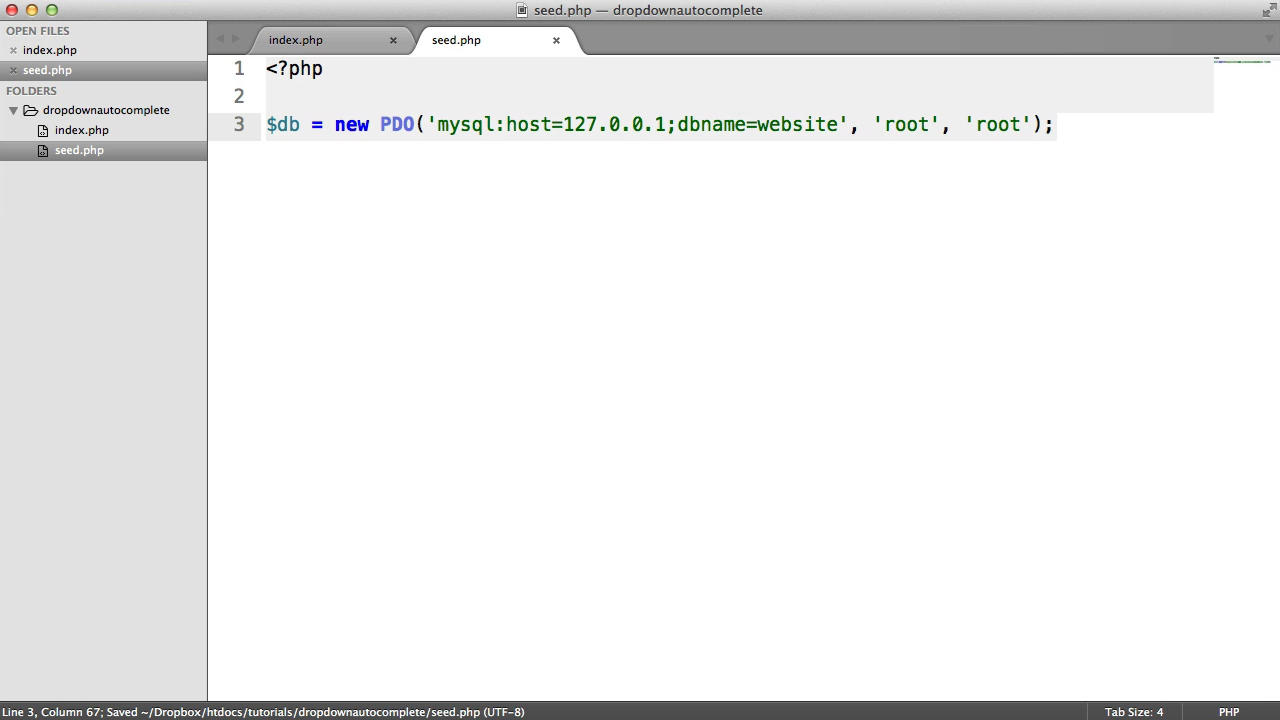 seed.php — dropdownautocomplete
OPEN FILES
index.php
seed.php
FOLDERS
dropdownautocomplete
index.php
seed.php
index.php
seed.php
1 <?php
2
3 $db = new PDO('mysql:host=127.0.0.1;dbname=website', 'root', 'root');
Line 3, Column 67; Saved ~/Dropbox/htdocs/tutorials/dropdownautocomplete/seed.php (UTF-8)
Tab Size: 4
PHP